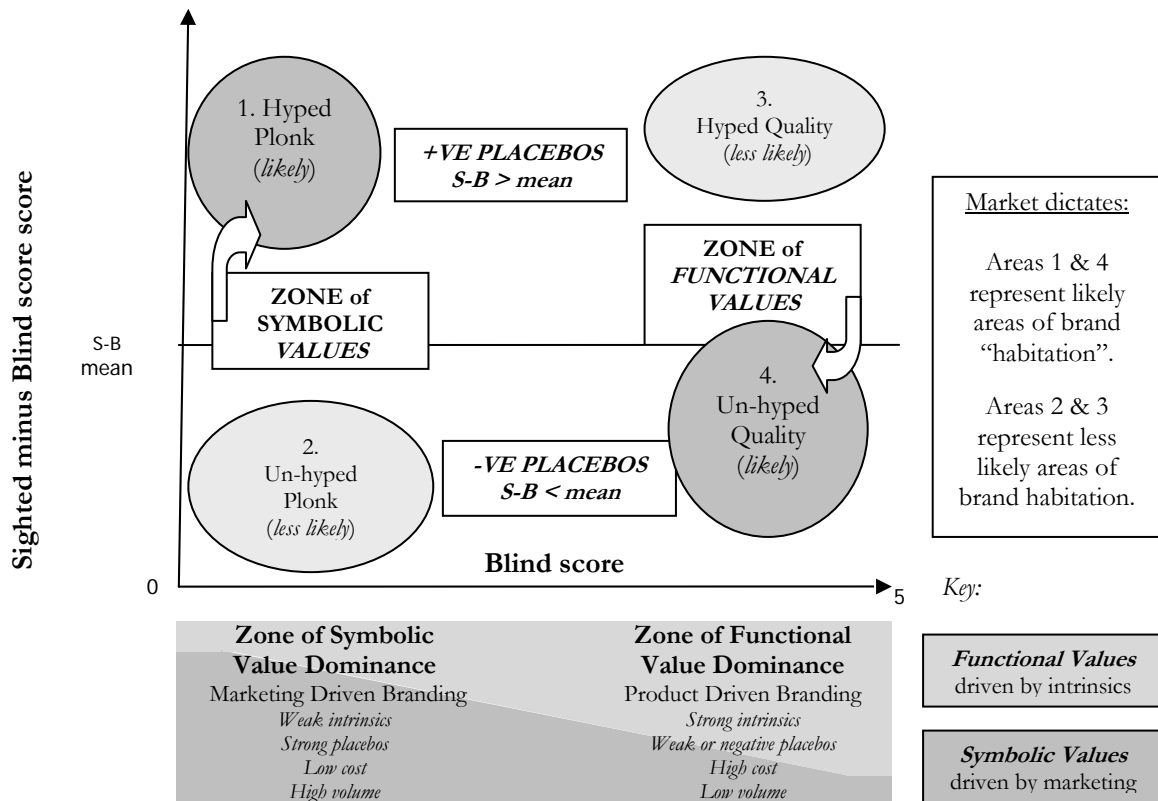 1. Hyped
Plonk
(likely)
3.
Hyped Quality
(less likely)
+VE PLACEBOS
S-B > mean
ZONE of
SYMBOLIC
VALUES
ZONE of
FUNCTIONAL
VALUES
Sighted minus Blind score score
S-B
mean
2.
Un-hyped
Plonk
(less likely)
-VE PLACEBOS
S-B < mean
4.
Un-hyped
Quality
(likely)
Market dictates:
Areas 1 & 4
represent likely
areas of brand
“habitation”.
Areas 2 & 3
represent less
likely areas of
brand habitation.
Blind score
0
5
Key:
Zone of Symbolic
Value Dominance
Marketing Driven Branding
Weak intrinsics
Strong placebos
Low cost
High volume
Zone of Functional
Value Dominance
Product Driven Branding
Strong intrinsics
Weak or negative placebos
High cost
Low volume
Functional Values
driven by intrinsics
Symbolic Values
driven by marketing